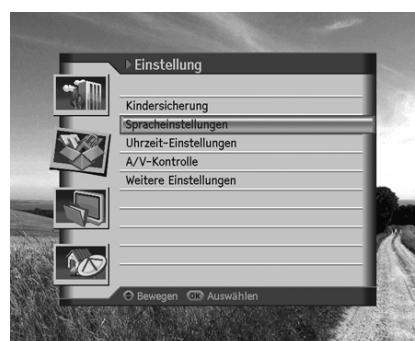 Einstellung
Kindersicherung
Spracheinstellungen
Uhrzeit-Einstellungen
A/V-Kontrolle
Weitere Einstellungen
Bewegen OK Auswählen